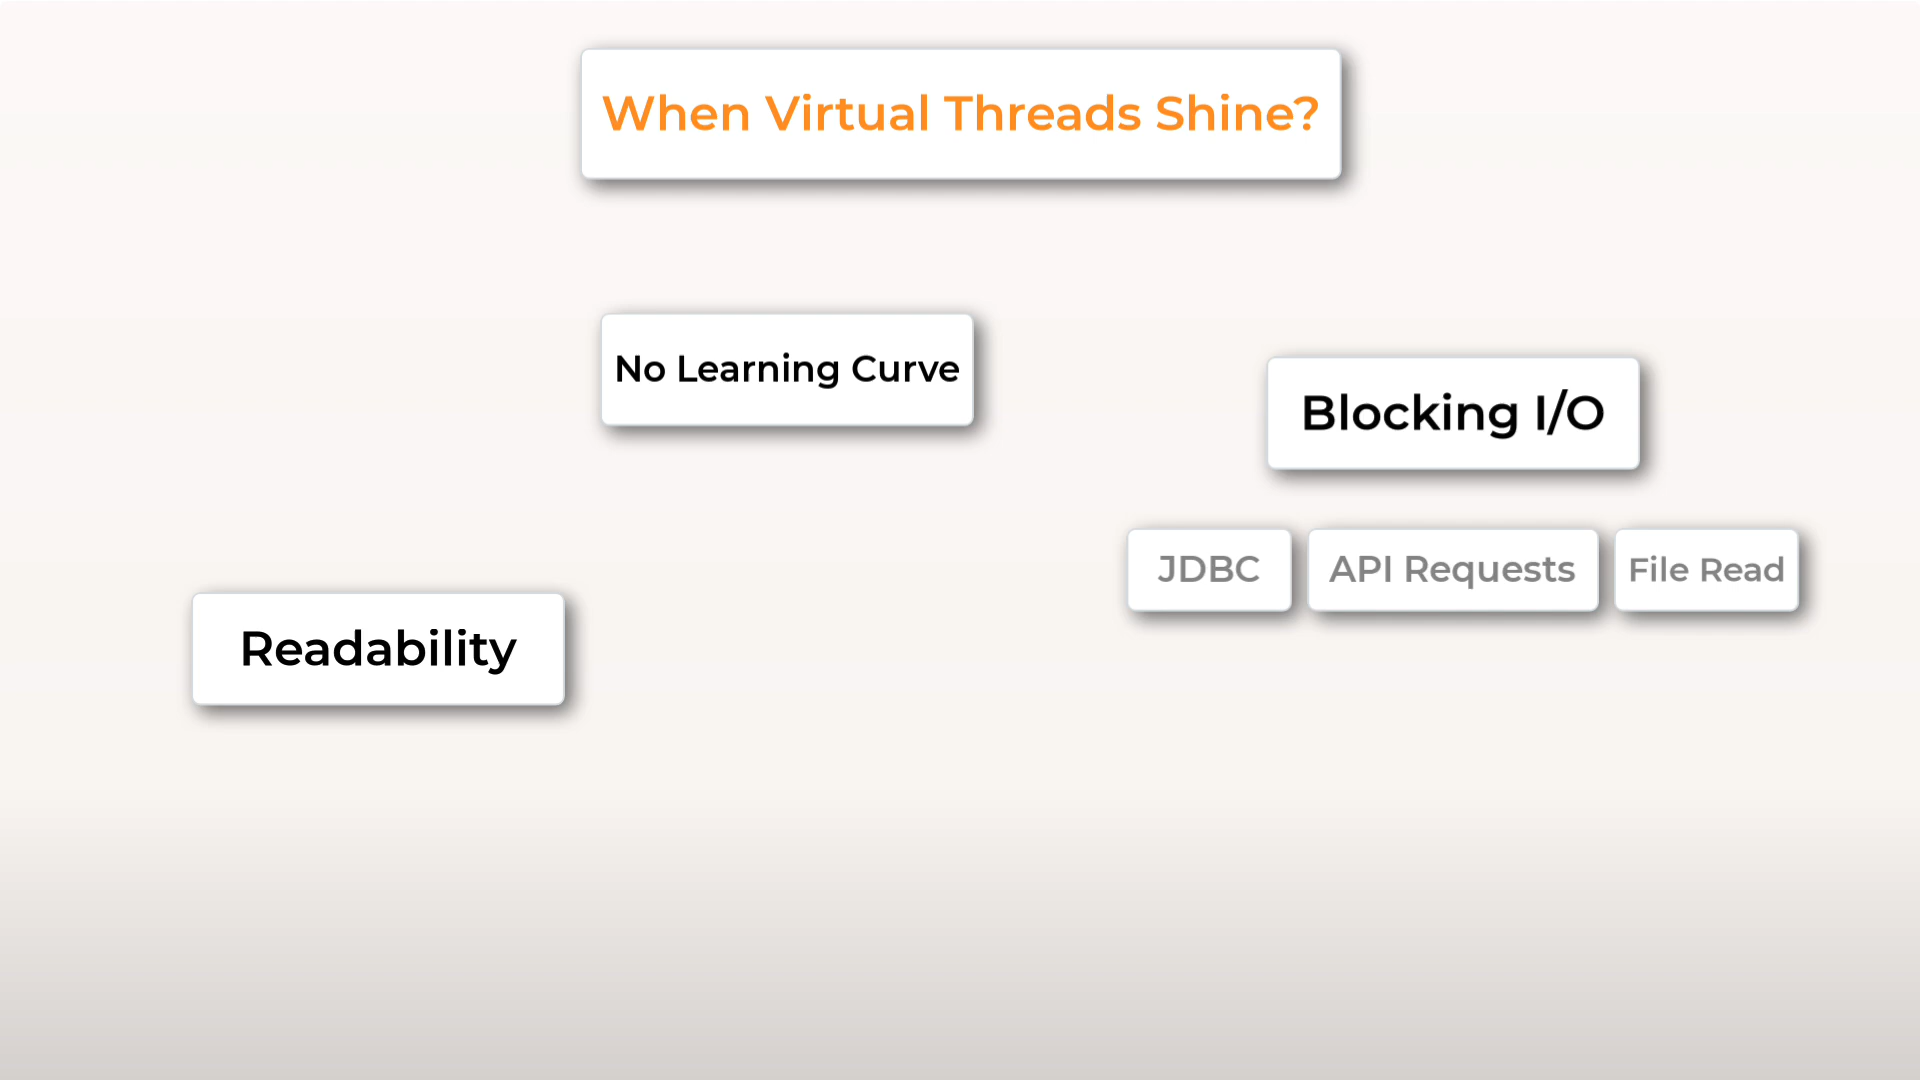 When Virtual Threads Shine?
No Learning Curve
Blocking I/O
JDBC
API Requests
File Read
Readability